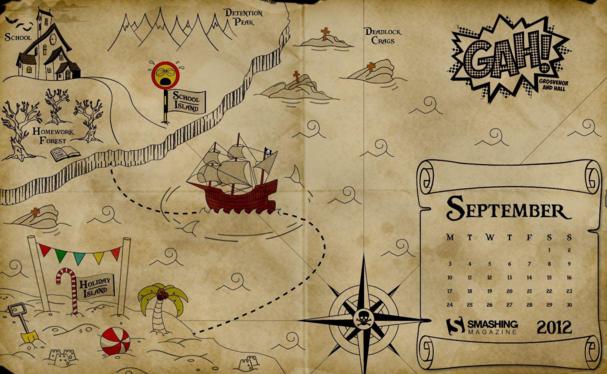 School
Detention
Peak
Deadlock
Crags
School
Island
Homework
Forest
Holiday
Island
GAH!
GROSVENOR
AND HALL
September
M T W T F S S
1 2
3 4 5 6 7 8 9
10 11 12 13 14 15 16
17 18 19 20 21 22 23
24 25 26 27 28 29 30
SMASHING
MAGAZINE
2012